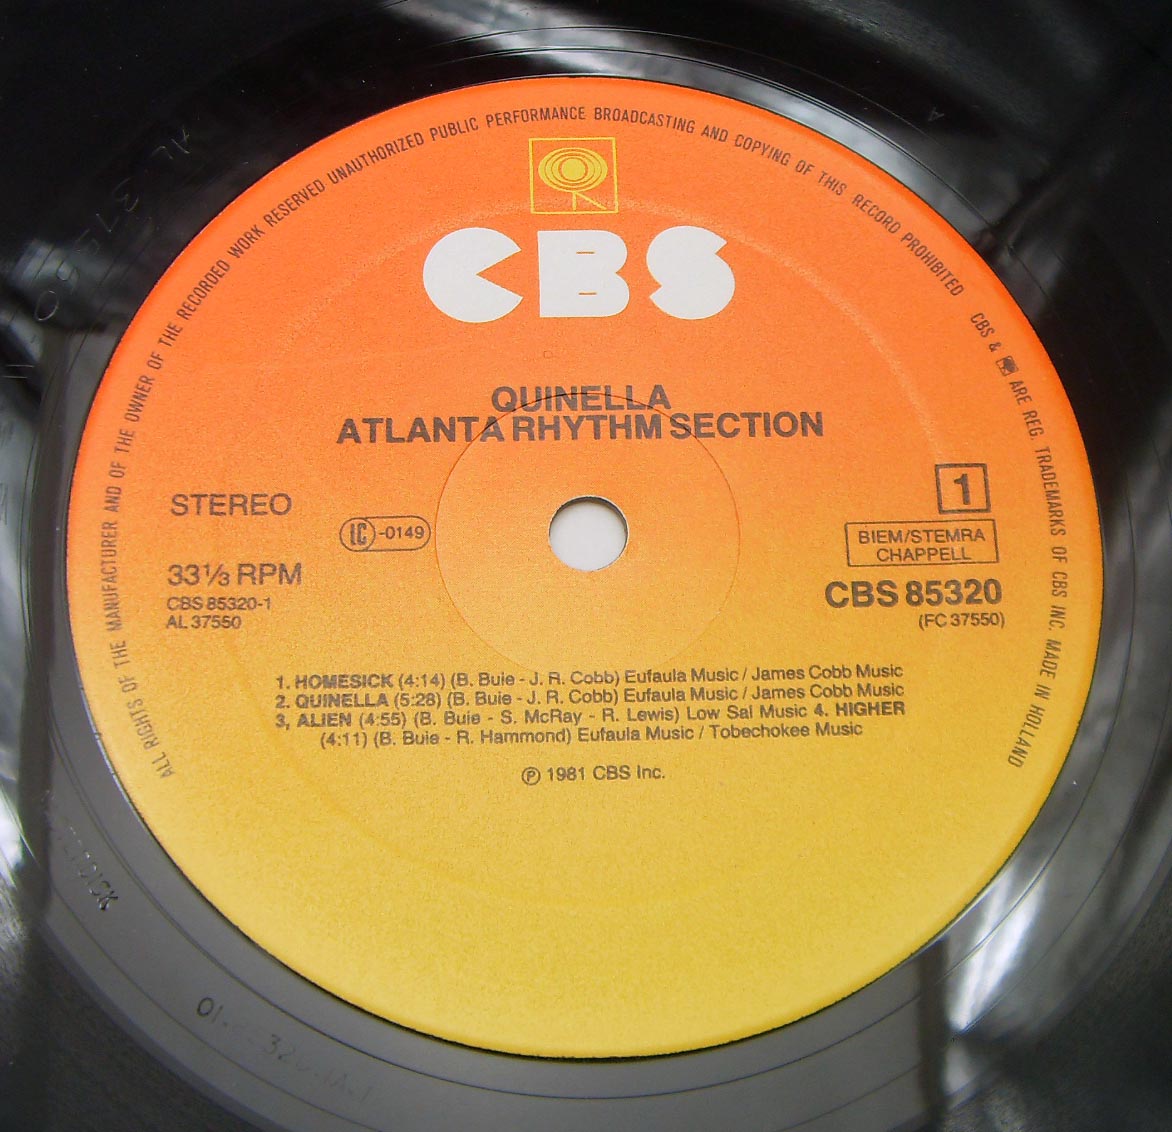 ALL RIGHTS OF THE MANUFACTURER AND OF THE OWNER OF THE RECORDED WORK RESERVED UNAUTHORIZED PUBLIC PERFORMANCE BROADCASTING AND COPYING OF THIS RECORD PROHIBITED
CBS & ARE REG. TRADEMARKS OF CBS INC. MADE IN HOLLAND
CBS
QUINELLA
ATLANTA RHYTHM SECTION
STEREO
LC -0149
33⅓ RPM
CBS 85320-1
AL 37550
1
BIEM/STEMRA
CHAPPELL
CBS 85320
(FC 37550)
1. HOMESICK (4:14) (B. Buie - J. R. Cobb) Eufaula Music / James Cobb Music
2. QUINELLA (5:28) (B. Buie - J. R. Cobb) Eufaula Music / James Cobb Music
3, ALIEN (4:55) (B. Buie - S. McRay - R. Lewis) Low Sal Music 4. HIGHER
(4:11) (B. Buie - R. Hammond) Eufaula Music / Tobechokee Music
℗ 1981 CBS Inc.